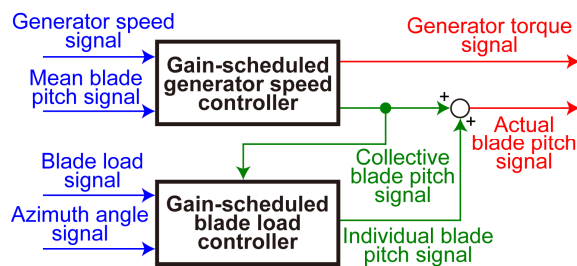 Generator speed
signal
Mean blade
pitch signal
Gain-scheduled
generator speed
controller
Generator torque
signal
+
+
Actual
blade pitch
signal
Collective
blade pitch
signal
Blade load
signal
Azimuth angle
signal
Gain-scheduled
blade load
controller
Individual blade
pitch signal